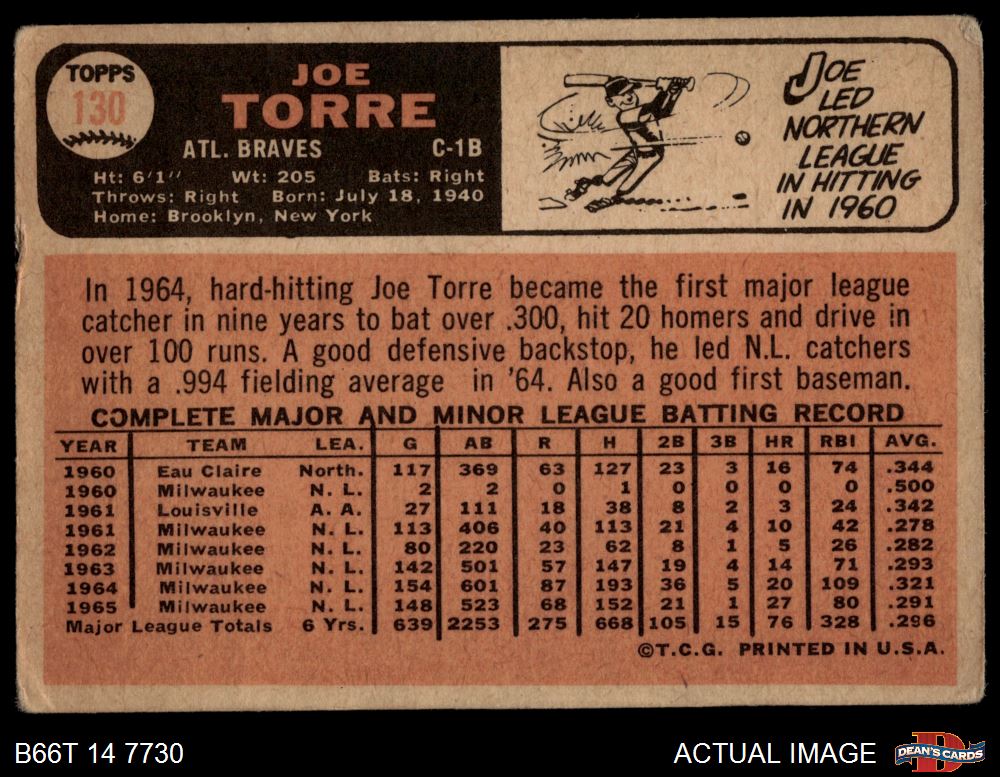 TOPPS
130
JOE
TORRE
ATL. BRAVES C-1B
Ht: 6'1" Wt: 205 Bats: Right
Throws: Right Born: July 18, 1940
Home: Brooklyn, New York
JOE
LED
NORTHERN
LEAGUE
IN HITTING
IN 1960
In 1964, hard-hitting Joe Torre became the first major league
catcher in nine years to bat over .300, hit 20 homers and drive in
over 100 runs. A good defensive backstop, he led N.L. catchers
with a .994 fielding average in '64. Also a good first baseman.
COMPLETE MAJOR AND MINOR LEAGUE BATTING RECORD
YEAR TEAM LEA. G AB R H 2B 3B HR RBI AVG.
1960 Eau Claire North. 117 369 63 127 23 3 16 74 .344
1960 Milwaukee N. L. 2 2 0 1 0 0 0 0 .500
1961 Louisville A. A. 27 111 18 38 8 2 3 24 .342
1961 Milwaukee N. L. 113 406 40 113 21 4 10 42 .278
1962 Milwaukee N. L. 80 220 23 62 8 1 5 26 .282
1963 Milwaukee N. L. 142 501 57 147 19 4 14 71 .293
1964 Milwaukee N. L. 154 601 87 193 36 5 20 109 .321
1965 Milwaukee N. L. 148 523 68 152 21 1 27 80 .291
Major League Totals 6 Yrs. 639 2253 275 668 105 15 76 328 .296
©T.C.G. PRINTED IN U.S.A.
B66T 14 7730 ACTUAL IMAGE
D
DEAN'S CARDS